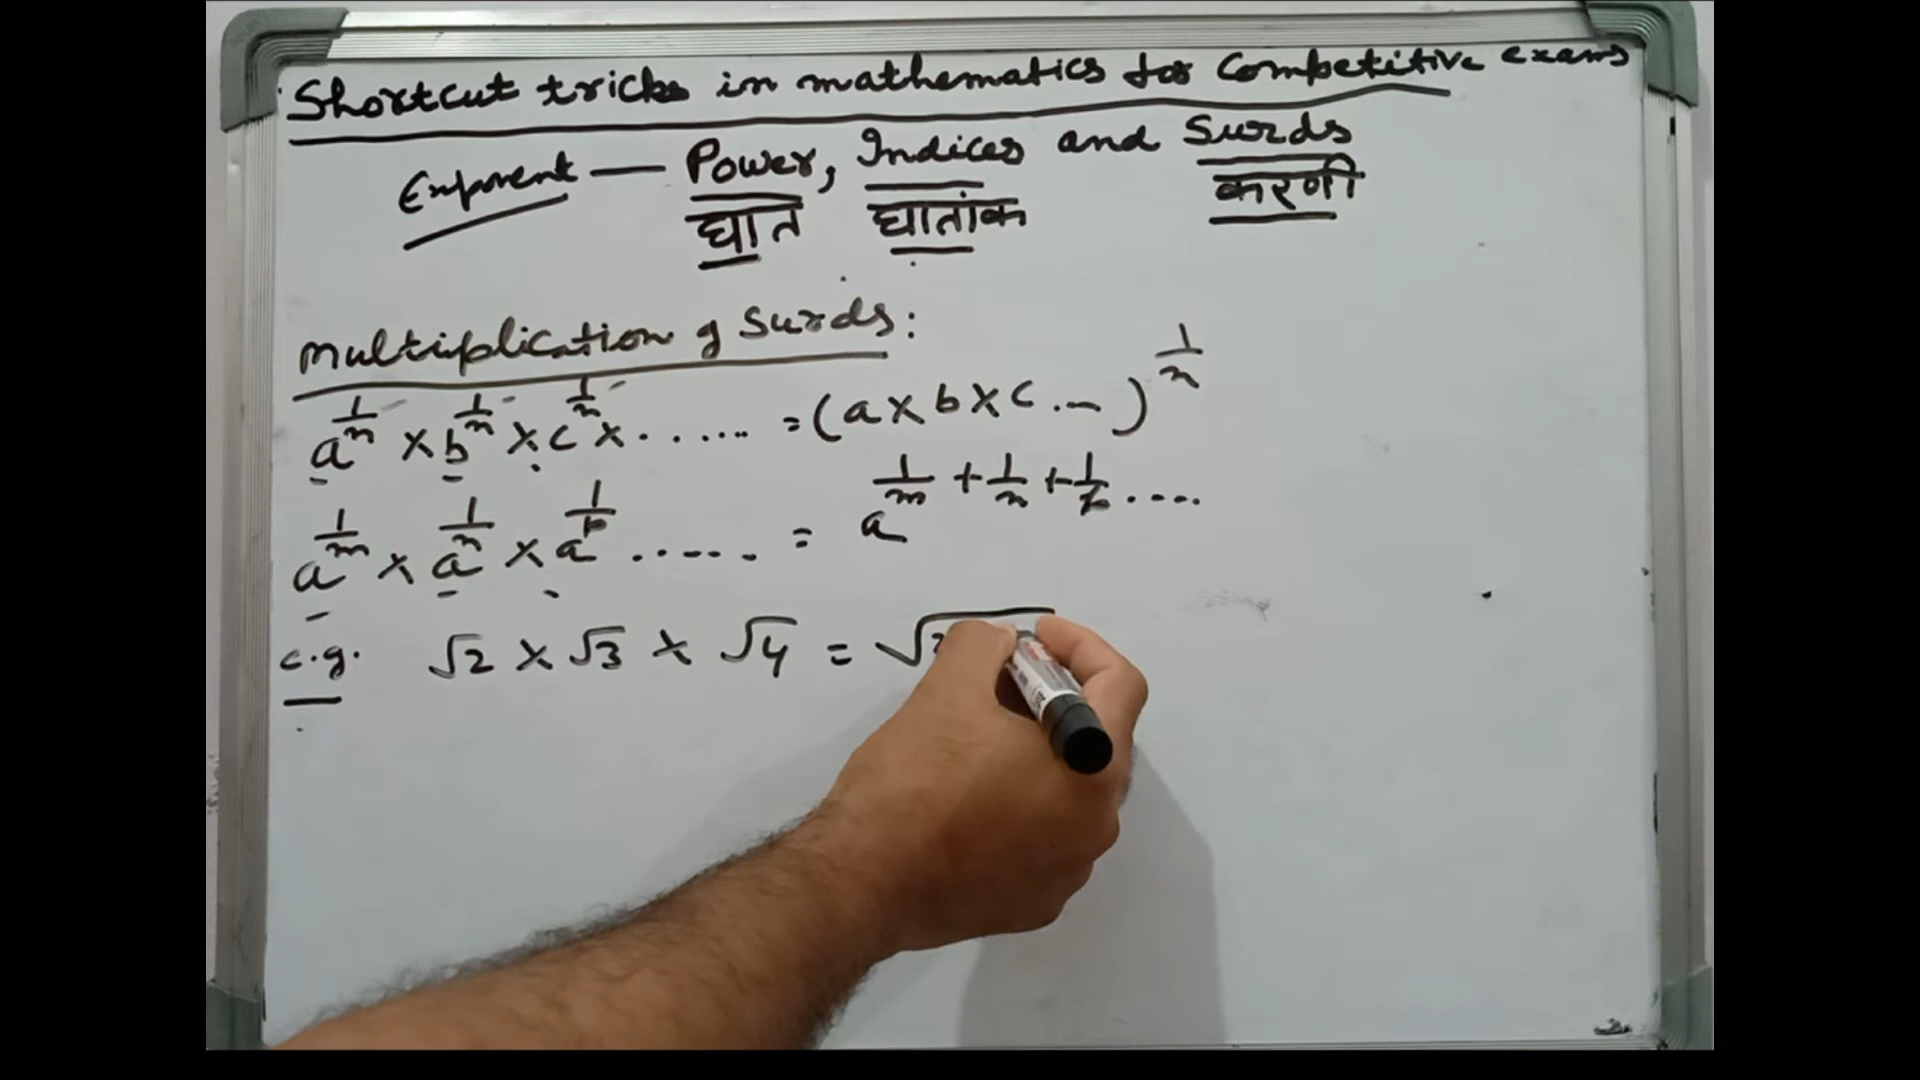 Shortcut tricks in mathematics for Competitive exams
Exponent — Power, Indices and Surds
घात घातांक करणी
Multiplication of Surds:
a^(1/n) × b^(1/n) × c^(1/n) × ...... = (a × b × c ...)^(1/n)
a^(1/m) × a^(1/n) × a^(1/p) ...... = a^(1/m + 1/n + 1/p ....)
e.g. √2 × √3 × √4 = √